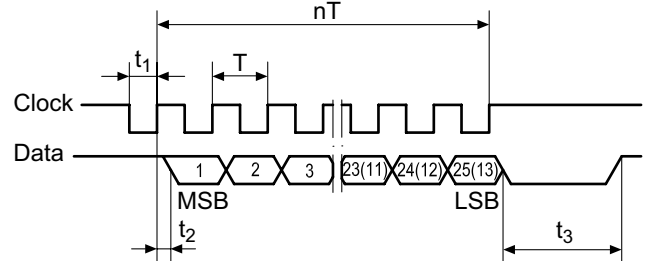 nT
t1 T
Clock
Data
1 2 3 23(11) 24(12) 25(13)
MSB LSB
t2 t3